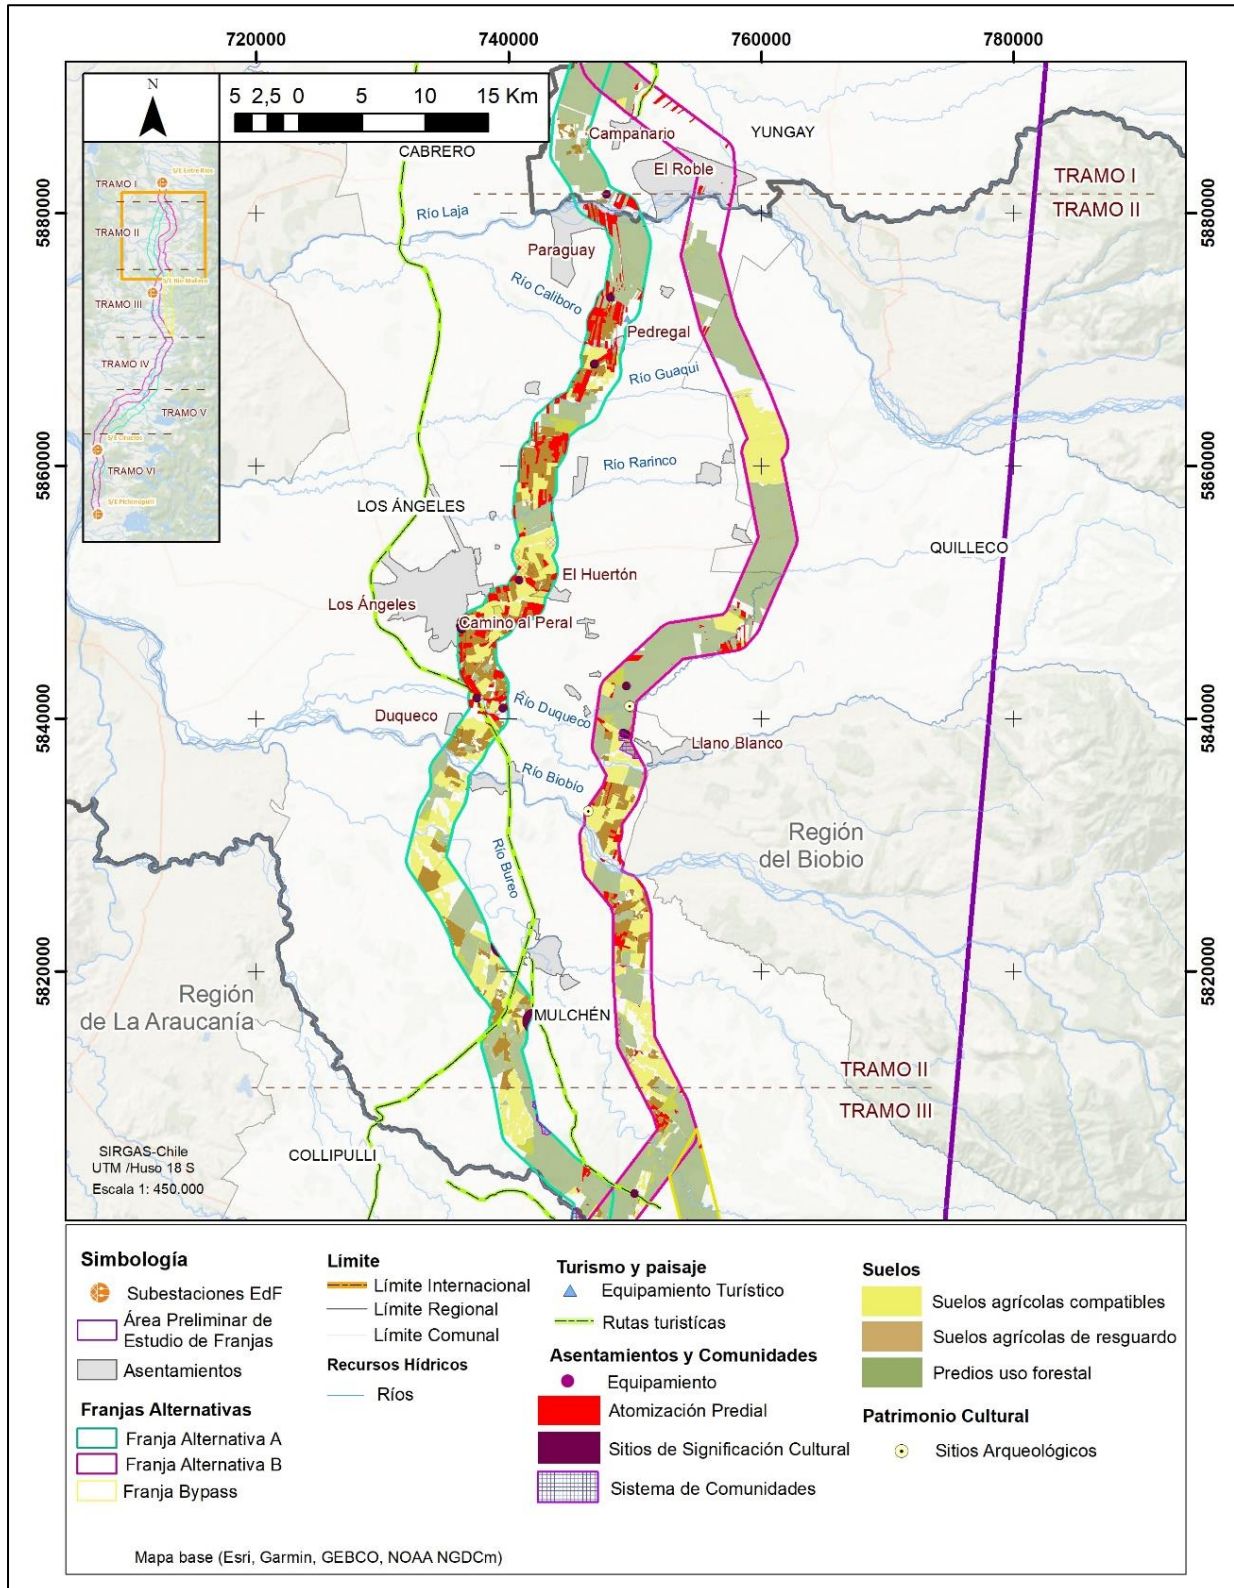 720000
740000
760000
780000
N
5 2,5 0 5 10 15 Km
CABRERO
Campanario
YUNGAY
El Roble
TRAMO I
TRAMO II
5880000
5880000
Río Laja
Paraguay
Río Caliboro
Pedregal
Río Guaqui
5860000
5860000
Río Rarinco
LOS ÁNGELES
QUILLECO
El Huertón
Los Ángeles
Camino al Peral
5840000
5840000
Duqueco
Río Duqueco
Llano Blanco
Río Biobío
Región
del Biobio
Río Bureo
5820000
5820000
Región
de La Araucanía
MULCHÉN
TRAMO II
TRAMO III
COLLIPULLI
SIRGAS-Chile
UTM /Huso 18 S
Escala 1: 450.000
TRAMO I
S/E Entre Ríos
TRAMO II
TRAMO III
TRAMO IV
TRAMO V
TRAMO VI
Simbología
Subestaciones EdF
Área Preliminar de
Estudio de Franjas
Asentamientos
Franjas Alternativas
Franja Alternativa A
Franja Alternativa B
Franja Bypass
Límite
Límite Internacional
Límite Regional
Límite Comunal
Recursos Hídricos
Ríos
Turismo y paisaje
Equipamiento Turístico
Rutas turistícas
Asentamientos y Comunidades
Equipamiento
Atomización Predial
Sitios de Significación Cultural
Sistema de Comunidades
Suelos
Suelos agrícolas compatibles
Suelos agrícolas de resguardo
Predios uso forestal
Patrimonio Cultural
Sitios Arqueológicos
Mapa base (Esri, Garmin, GEBCO, NOAA NGDCm)